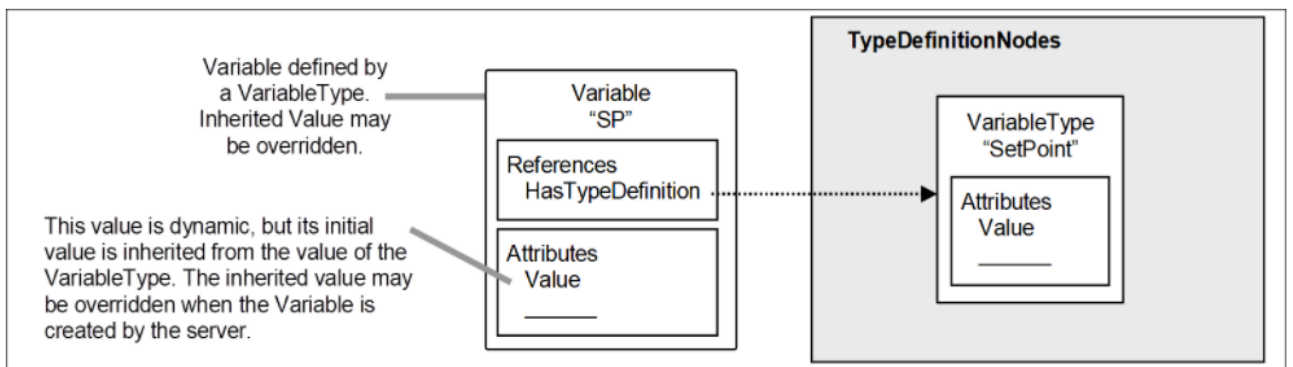 Variable defined by
a VariableType.
Inherited Value may
be overridden.
This value is dynamic, but its initial
value is inherited from the value of the
VariableType. The inherited value may
be overridden when the Variable is
created by the server.
Variable
“SP”
References
HasTypeDefinition
Attributes
Value
TypeDefinitionNodes
VariableType
“SetPoint”
Attributes
Value